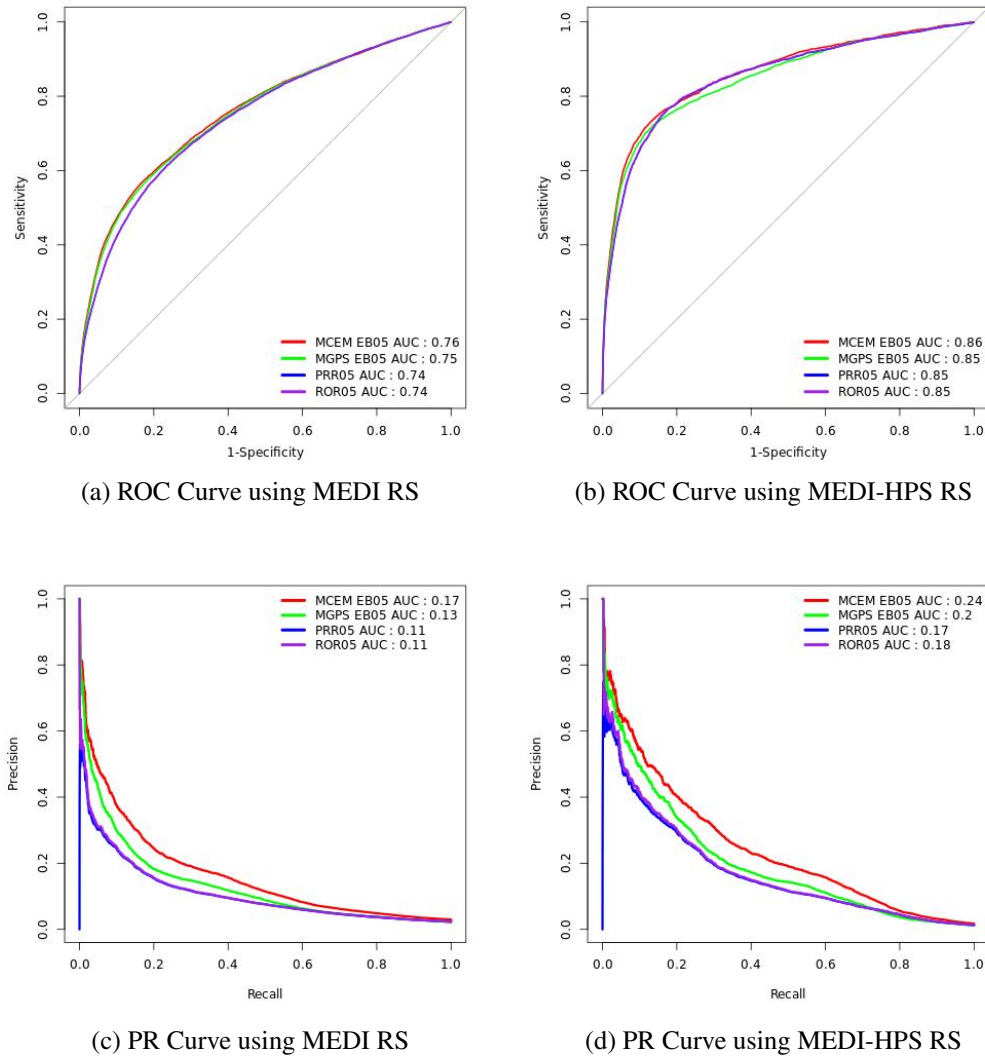 1.0
0.8
0.6
0.4
0.2
0.0
Sensitivity
MCEM EB05 AUC : 0.76
MGPS EB05 AUC : 0.75
PRR05 AUC : 0.74
ROR05 AUC : 0.74
0.0 0.2 0.4 0.6 0.8 1.0
1-Specificity
(a) ROC Curve using MEDI RS
1.0
0.8
0.6
0.4
0.2
0.0
Sensitivity
MCEM EB05 AUC : 0.86
MGPS EB05 AUC : 0.85
PRR05 AUC : 0.85
ROR05 AUC : 0.85
0.0 0.2 0.4 0.6 0.8 1.0
1-Specificity
(b) ROC Curve using MEDI-HPS RS
1.0
0.8
0.6
0.4
0.2
0.0
Precision
MCEM EB05 AUC : 0.17
MGPS EB05 AUC : 0.13
PRR05 AUC : 0.11
ROR05 AUC : 0.11
0.0 0.2 0.4 0.6 0.8 1.0
Recall
(c) PR Curve using MEDI RS
1.0
0.8
0.6
0.4
0.2
0.0
Precision
MCEM EB05 AUC : 0.24
MGPS EB05 AUC : 0.2
PRR05 AUC : 0.17
ROR05 AUC : 0.18
0.0 0.2 0.4 0.6 0.8 1.0
Recall
(d) PR Curve using MEDI-HPS RS